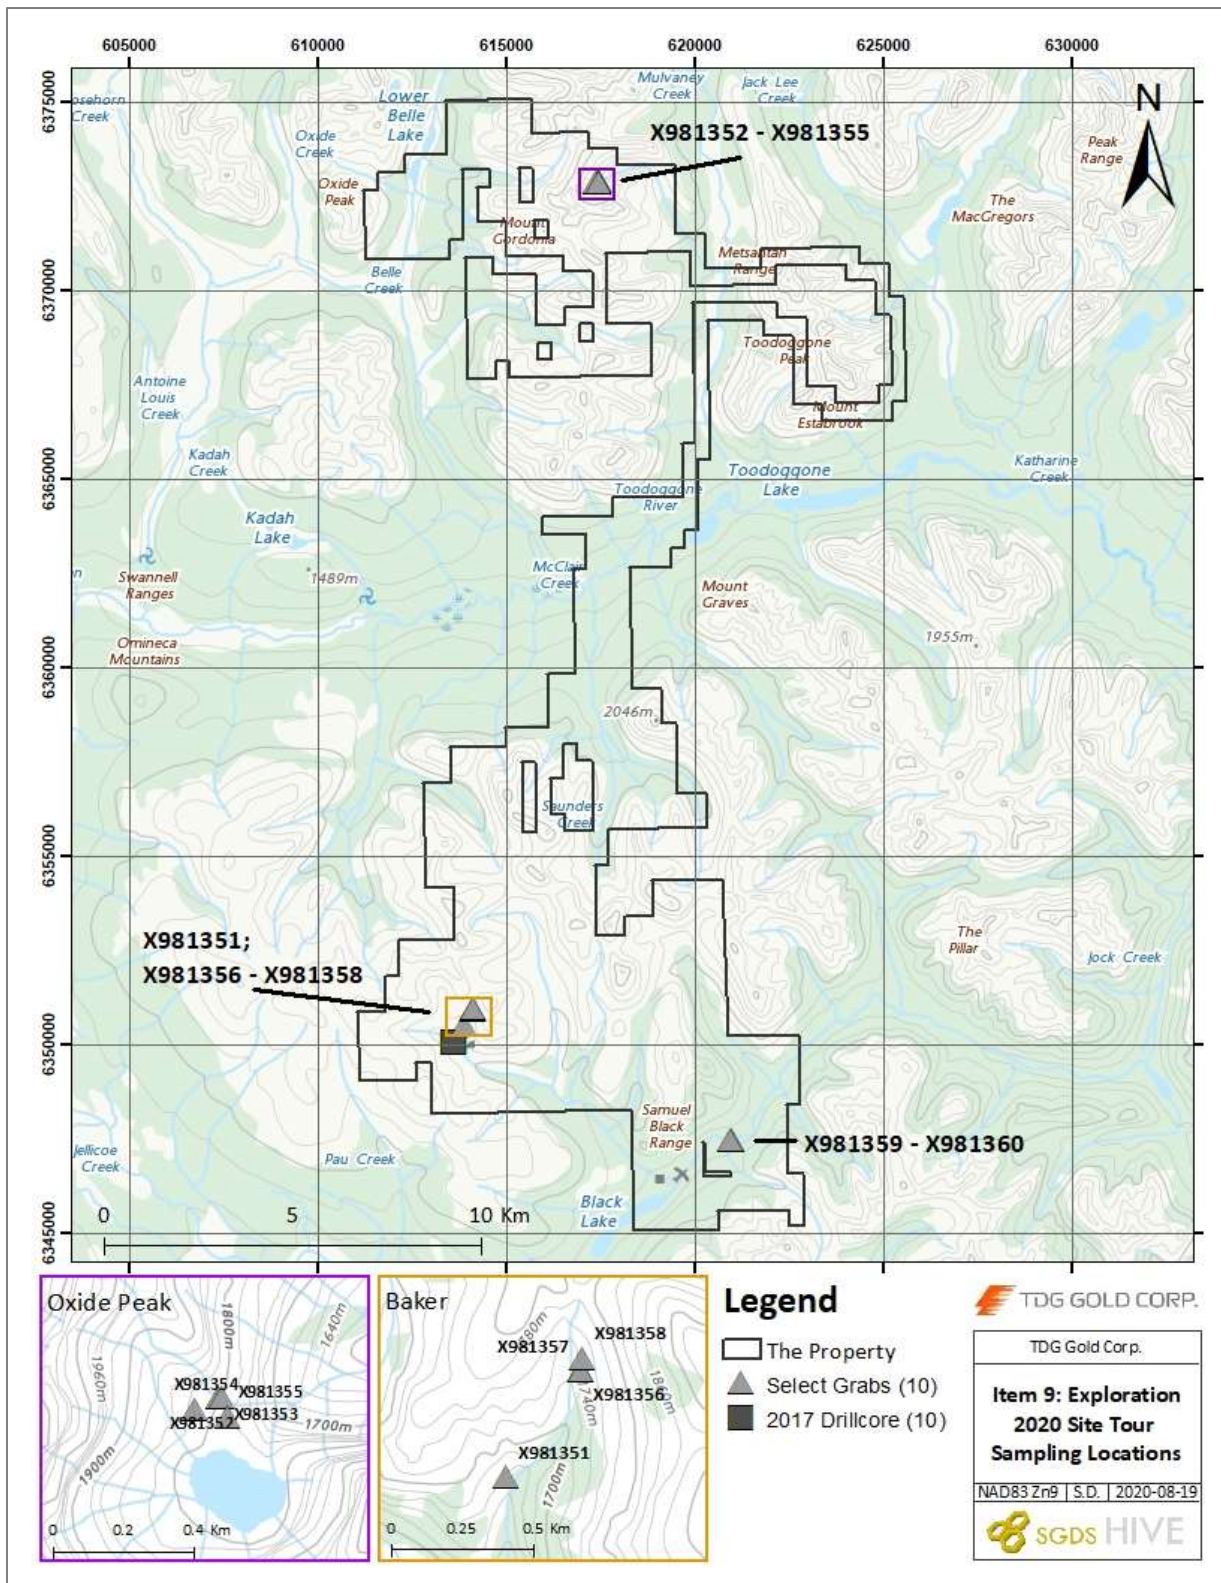 605000 610000 615000 620000 625000 630000
6375000
6370000
6365000
6360000
6355000
6350000
6345000
N
osehorn
Creek
Oxide
Creek
Lower
Belle
Lake
Mulvaney
Creek
Jack Lee
Creek
X981352 - X981355
Peak
Range
Oxide
Peak
The
MacGregors
Mount
Gordonia
Metsantan
Range
Belle
Creek
Toodoggone
Peak
Antoine
Louis
Creek
Mount
Estabrook
Kadah
Creek
Toodoggone
Lake
Katharine
Creek
Toodoggone
River
Kadah
Lake
McClair
Creek
1489m
Swannell
Ranges
Mount
Graves
Omineca
Mountains
1955m
2046m
Saunders
Creek
X981351;
X981356 - X981358
The
Pillar
Jock Creek
Samuel
Black
Range
X981359 - X981360
Jellicoe
Creek
Pau Creek
Black
Lake
0 5 10 Km
Oxide Peak
1800m
1640m
1960m
X981354
X981355
X981353
X981352
1700m
1900m
0 0.2 0.4 Km
Baker
X981358
X981357
X981356
1740m
X981351
1700m
0 0.25 0.5 Km
Legend
The Property
Select Grabs (10)
2017 Drillcore (10)
TDG GOLD CORP.
TDG Gold Corp.
Item 9: Exploration
2020 Site Tour
Sampling Locations
NAD83 Zn9 | S.D. | 2020-08-19
SGDS HIVE